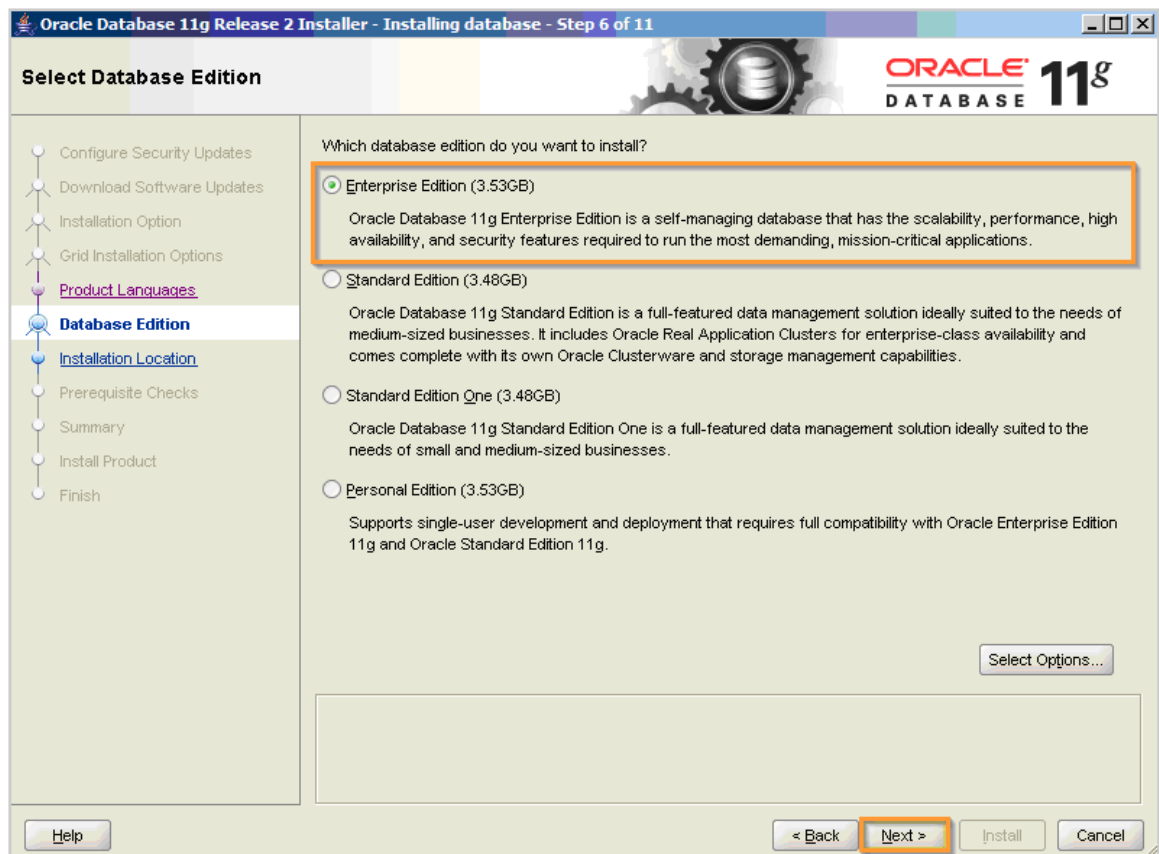 Oracle Database 11g Release 2 Installer - Installing database - Step 6 of 11
Select Database Edition
ORACLE
DATABASE
11g
Configure Security Updates
Download Software Updates
Installation Option
Grid Installation Options
Product Languages
Database Edition
Installation Location
Prerequisite Checks
Summary
Install Product
Finish
Which database edition do you want to install?
Enterprise Edition (3.53GB)
Oracle Database 11g Enterprise Edition is a self-managing database that has the scalability, performance, high
availability, and security features required to run the most demanding, mission-critical applications.
Standard Edition (3.48GB)
Oracle Database 11g Standard Edition is a full-featured data management solution ideally suited to the needs of
medium-sized businesses. It includes Oracle Real Application Clusters for enterprise-class availability and
comes complete with its own Oracle Clusterware and storage management capabilities.
Standard Edition One (3.48GB)
Oracle Database 11g Standard Edition One is a full-featured data management solution ideally suited to the
needs of small and medium-sized businesses.
Personal Edition (3.53GB)
Supports single-user development and deployment that requires full compatibility with Oracle Enterprise Edition
11g and Oracle Standard Edition 11g.
Select Options...
Help
< Back
Next >
Install
Cancel